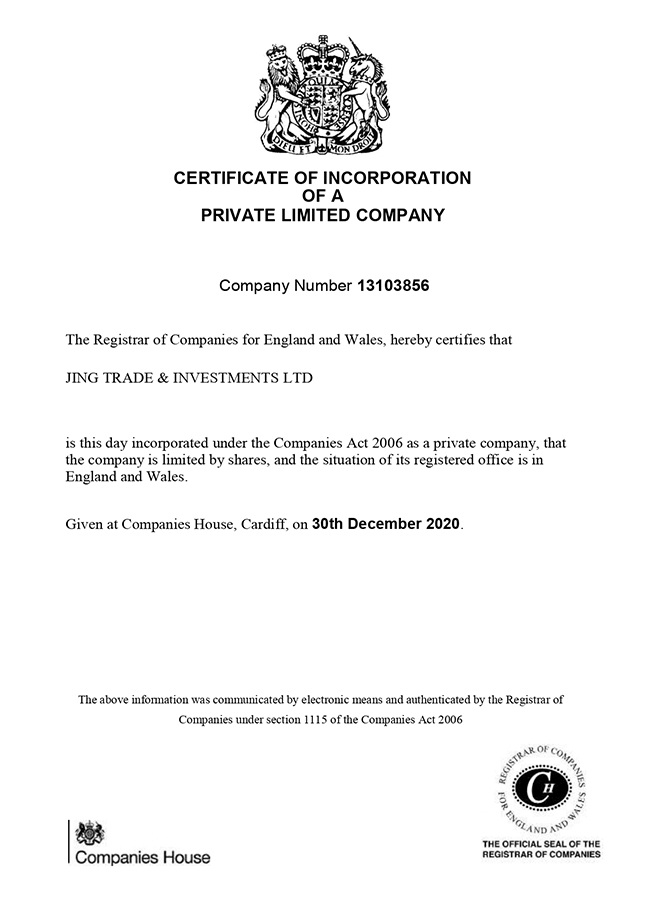 DIEU ET MON DROIT
CERTIFICATE OF INCORPORATION
OF A
PRIVATE LIMITED COMPANY
Company Number 13103856
The Registrar of Companies for England and Wales, hereby certifies that
JING TRADE & INVESTMENTS LTD
is this day incorporated under the Companies Act 2006 as a private company, that
the company is limited by shares, and the situation of its registered office is in
England and Wales.
Given at Companies House, Cardiff, on 30th December 2020.
The above information was communicated by electronic means and authenticated by the Registrar of
Companies under section 1115 of the Companies Act 2006
REGISTRAR OF COMPANIES
FOR ENGLAND AND WALES
CH
THE OFFICIAL SEAL OF THE
REGISTRAR OF COMPANIES
Companies House